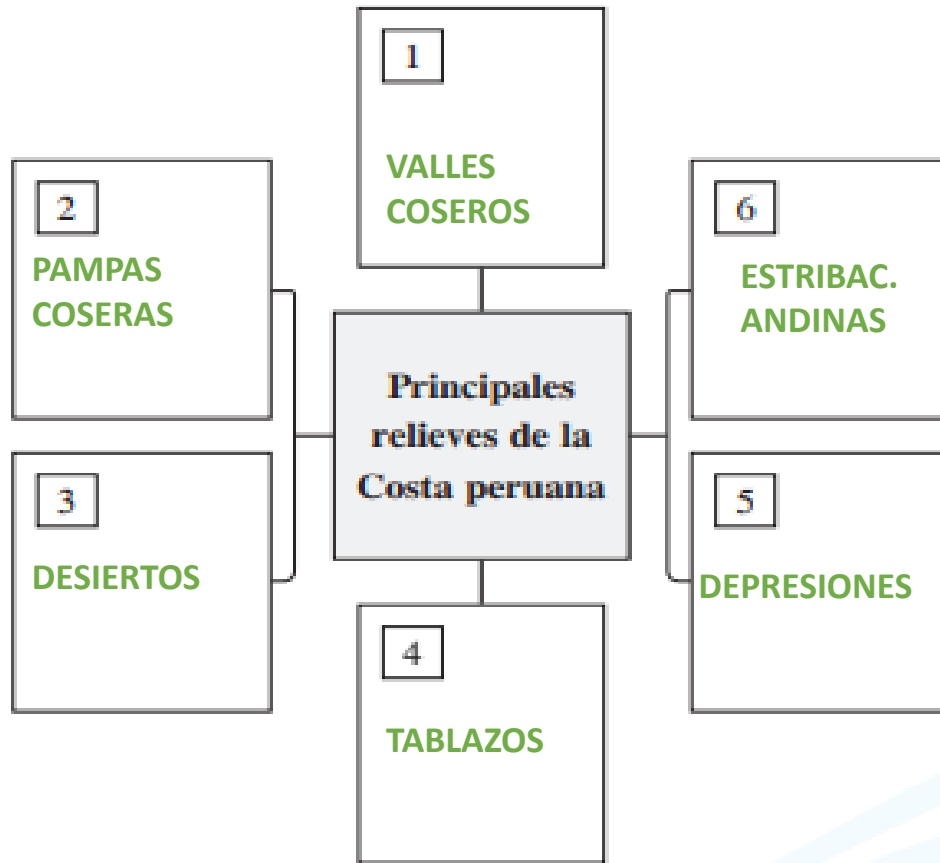 1
VALLES
COSEROS
2
PAMPAS
COSERAS
3
DESIERTOS
Principales
relieves de la
Costa peruana
4
TABLAZOS
5
DEPRESIONES
6
ESTRIBAC.
ANDINAS